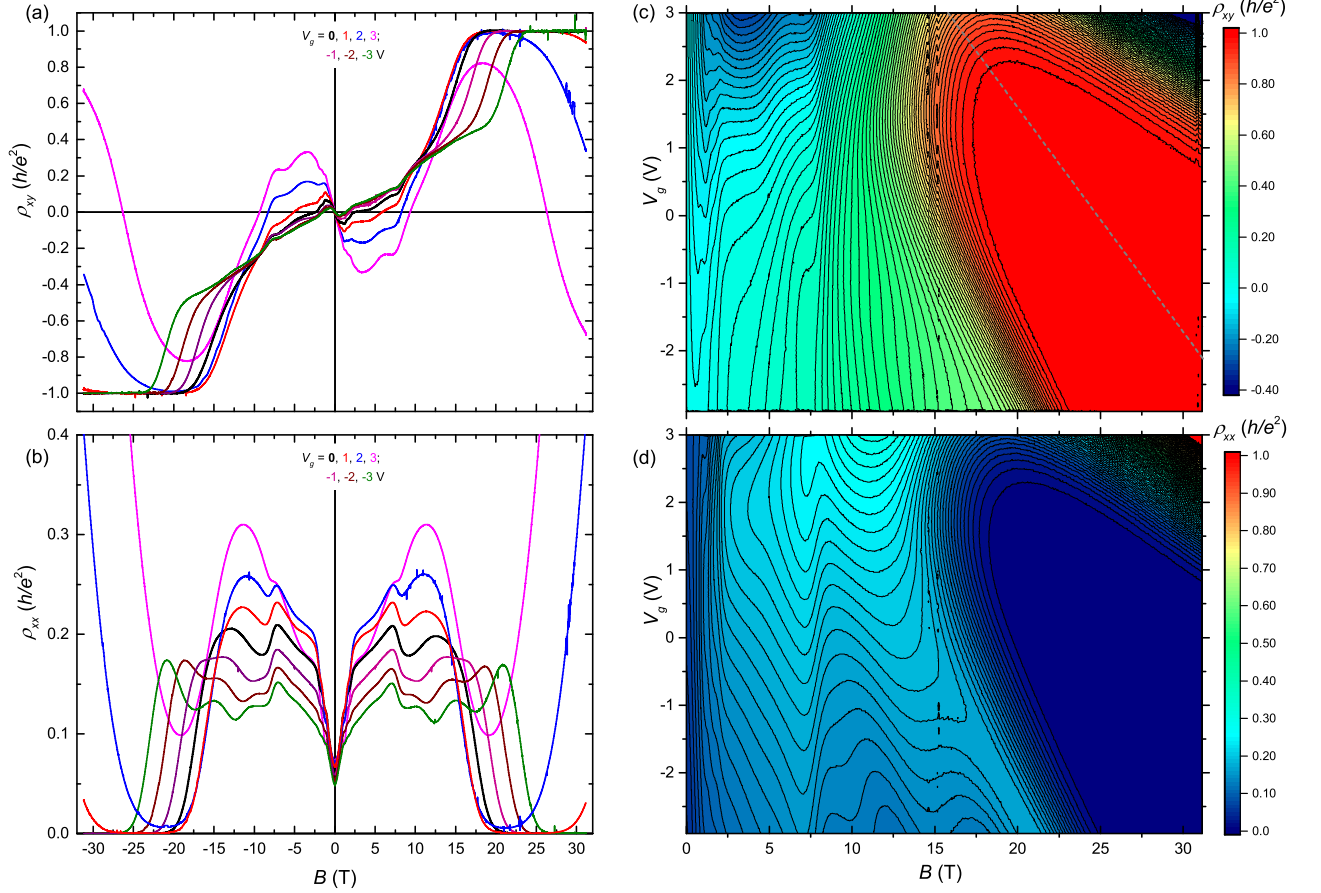 (a)
1.0
0.8
0.6
0.4
0.2
0.0
-0.2
-0.4
-0.6
-0.8
-1.0
ρxy (h/e²)
Vg = 0, 1, 2, 3;
-1, -2, -3 V
(b)
0.4
0.3
0.2
0.1
0.0
ρxx (h/e²)
Vg = 0, 1, 2, 3;
-1, -2, -3 V
-30 -25 -20 -15 -10 -5 0 5 10 15 20 25 30
B (T)
(c)
3
2
1
0
-1
-2
Vg (V)
ρxy (h/e²)
1.0
0.80
0.60
0.40
0.20
0.0
-0.20
-0.40
(d)
3
2
1
0
-1
-2
Vg (V)
0 5 10 15 20 25 30
B (T)
ρxx (h/e²)
1.0
0.90
0.80
0.70
0.60
0.50
0.40
0.30
0.20
0.10
0.0